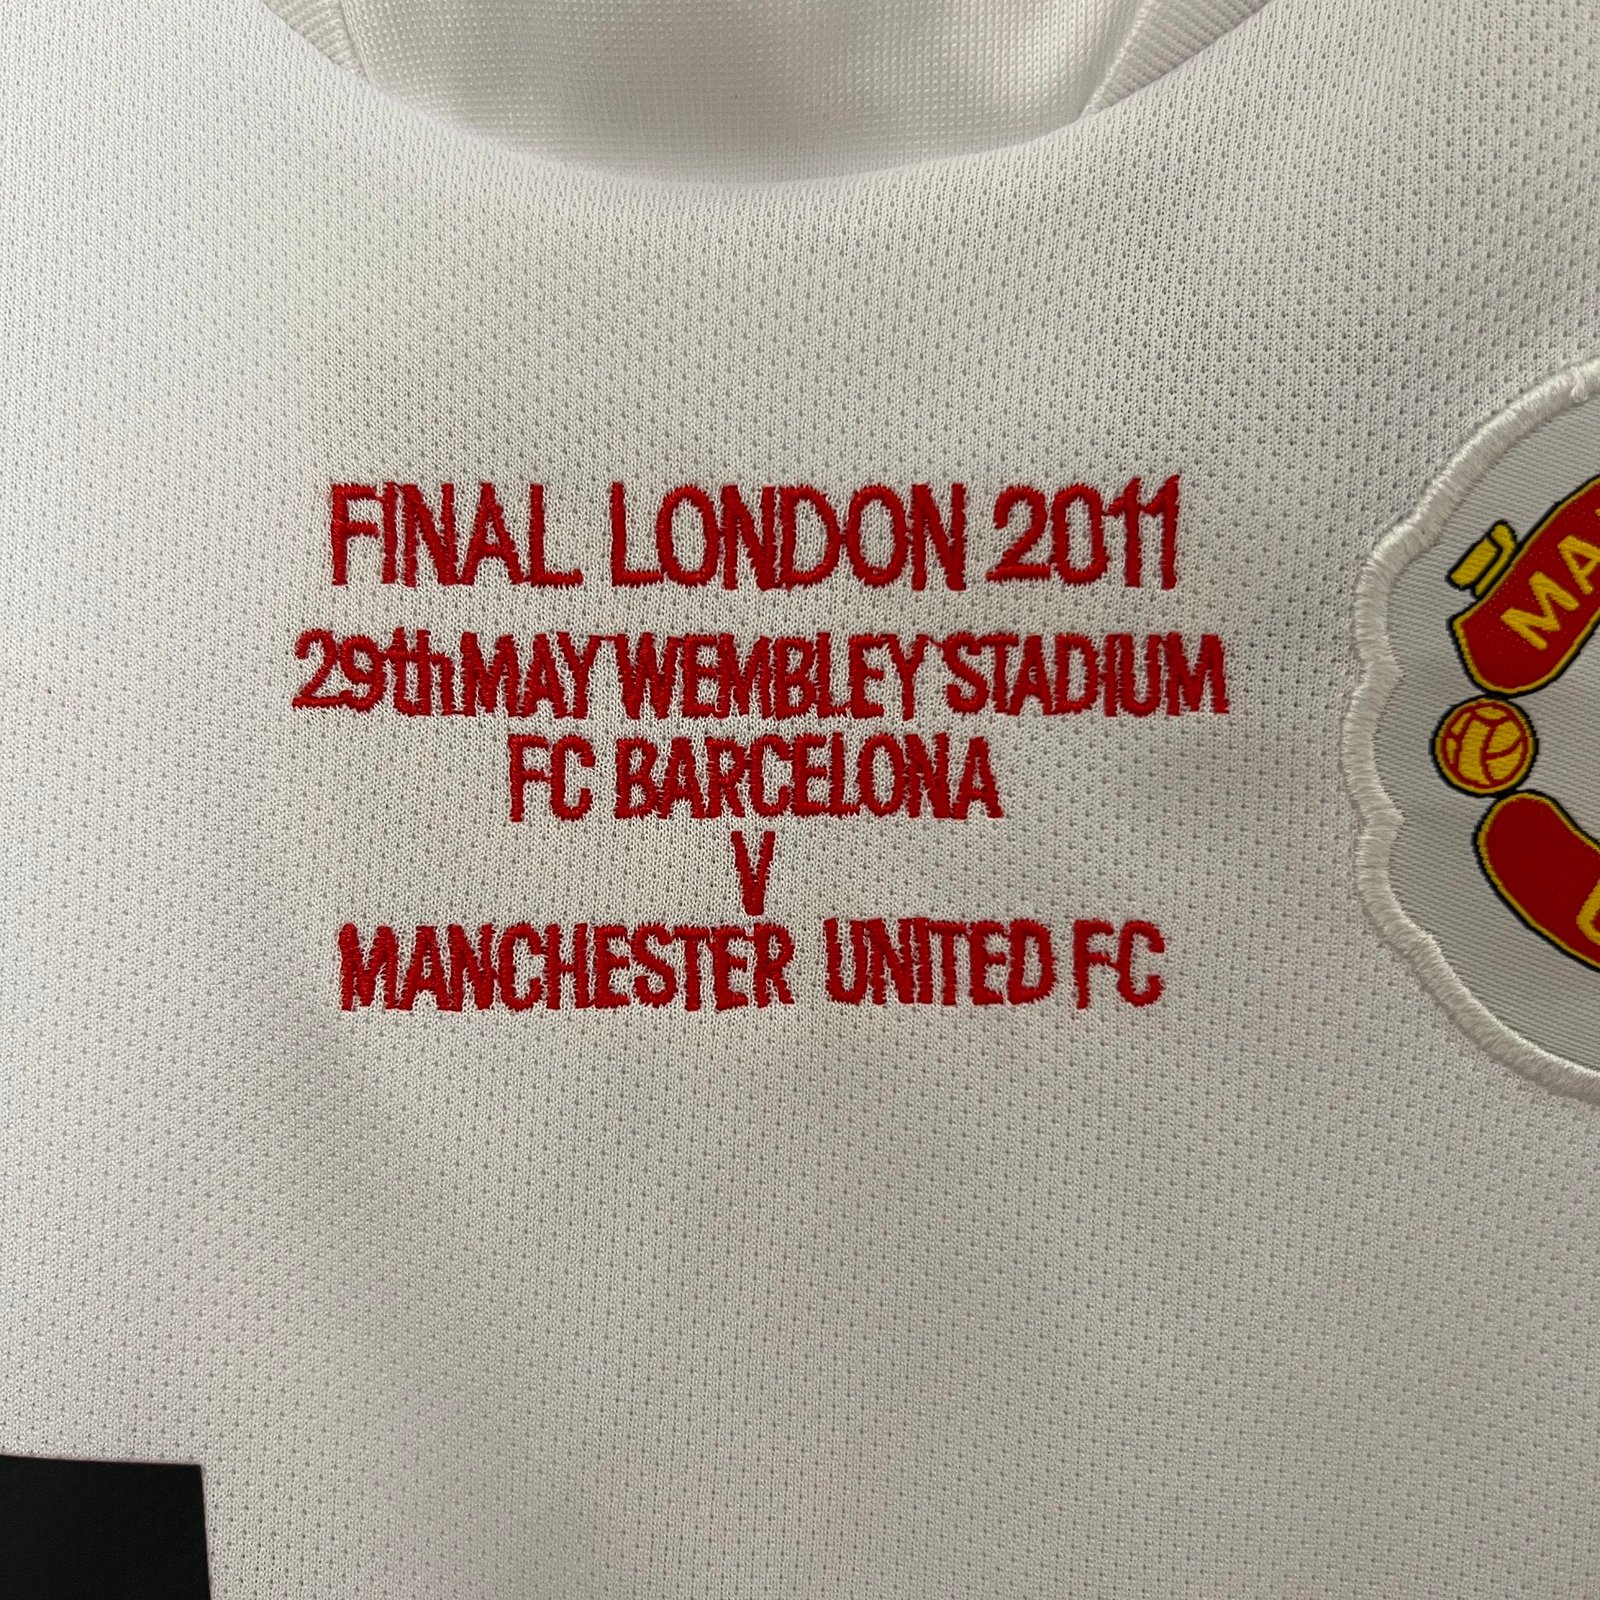 FINAL LONDON 2011
29th MAY WEMBLEY STADIUM
FC BARCELONA
V
MANCHESTER UNITED FC